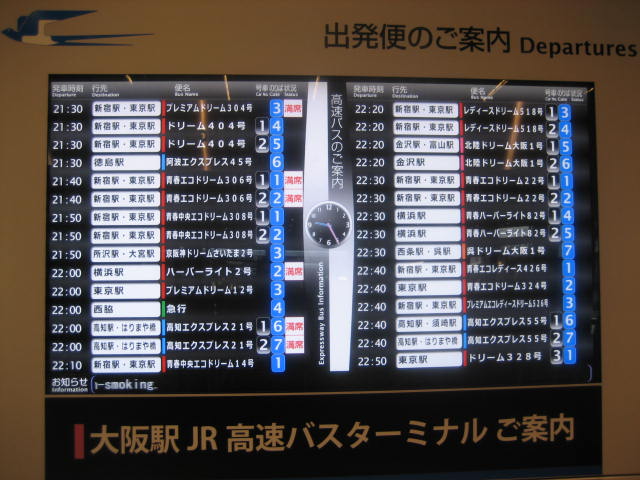 出発便のご案内 Departures
発車時刻 行先 便名 号車 のりば 状況
Departure Destination Bus Name Car No. Gate Status
21:30 新宿駅・東京駅 プレミアムドリーム304号 3 満席
21:30 新宿駅・東京駅 ドリーム404号 1 4
21:30 新宿駅・東京駅 ドリーム404号 2 5
21:30 徳島駅 阿波エクスプレス45号 6
21:40 新宿駅・東京駅 青春エコドリーム306号 1 1 満席
21:40 新宿駅・東京駅 青春エコドリーム306号 2 2 満席
21:50 新宿駅・東京駅 青春中央エコドリーム308号 1 1
21:50 新宿駅・東京駅 青春中央エコドリーム308号 2 2
21:50 所沢駅・大宮駅 京阪神ドリームさいたま2号 3
22:00 横浜駅 ハーバーライト2号 2 満席
22:00 東京駅 プレミアムドリーム12号 3
22:00 西脇 急行 4
22:00 高知駅・はりまや橋 高知エクスプレス21号 1 6 満席
22:00 高知駅・はりまや橋 高知エクスプレス21号 2 7 満席
22:10 新宿駅・東京駅 青春中央エコドリーム14号 1
お知らせ
Information
-smoking
高速バスのご案内
Expressway Bus Information
発車時刻 行先 便名 号車 のりば 状況
Departure Destination Bus Name Car No. Gate Status
22:20 新宿駅・東京駅 レディースドリーム518号 1 3
22:20 新宿駅・東京駅 レディースドリーム518号 2 4
22:20 金沢駅・富山駅 北陸ドリーム大阪1号 1 5
22:20 金沢駅 北陸ドリーム大阪1号 2 6
22:30 新宿駅・東京駅 青春エコドリーム22号 1 1
22:30 新宿駅・東京駅 青春エコドリーム22号 2 2
22:30 横浜駅 青春ハーバーライト82号 1 4
22:30 横浜駅 青春ハーバーライト82号 2 5
22:30 西条駅・呉駅 呉ドリーム大阪1号 7
22:40 新宿駅・東京駅 青春エコレディース426号 1
22:40 東京駅 青春エコドリーム324号 2
22:40 新宿駅・東京駅 プレミアムエコレディースドリーム526号 3
22:40 高知駅・須崎駅 高知エクスプレス55号 1 6
22:40 高知駅・はりまや橋 高知エクスプレス55号 2 7
22:50 東京駅 ドリーム328号 3 1
大阪駅 JR 高速バスターミナル ご案内